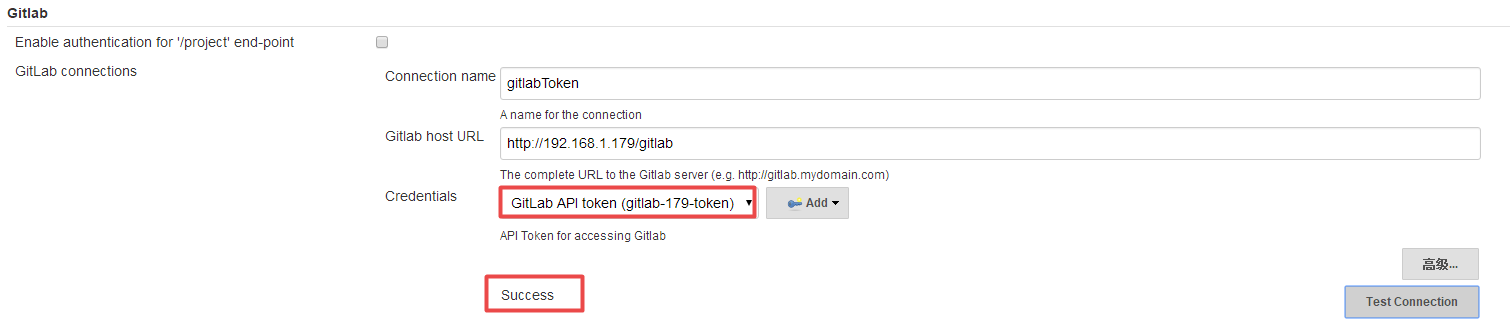 Gitlab
Enable authentication for '/project' end-point
GitLab connections
Connection name
gitlabToken
A name for the connection
Gitlab host URL
http://192.168.1.179/gitlab
The complete URL to the Gitlab server (e.g. http://gitlab.mydomain.com)
Credentials
GitLab API token (gitlab-179-token)
Add
API Token for accessing Gitlab
高级...
Success
Test Connection